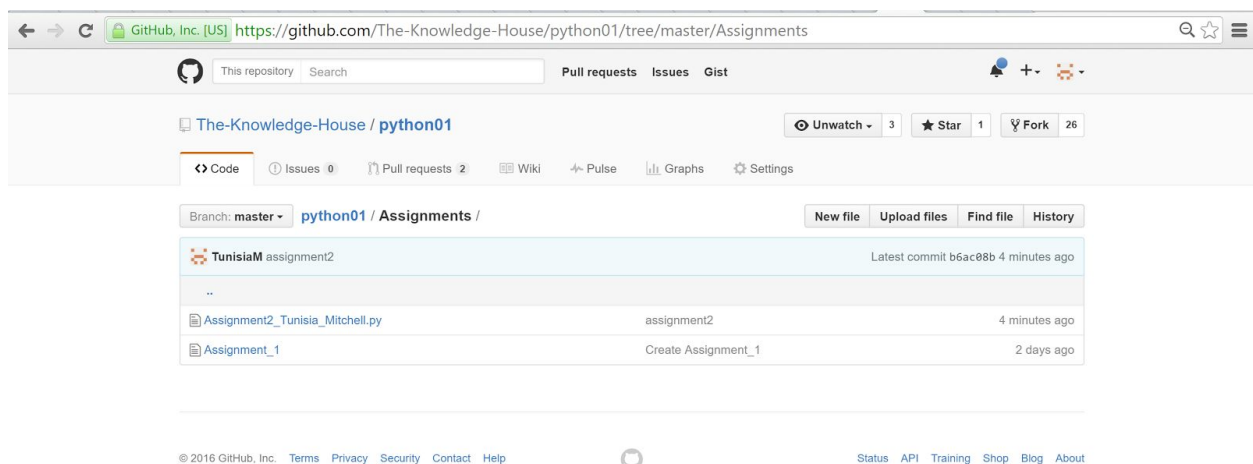 GitHub, Inc. [US] https://github.com/The-Knowledge-House/python01/tree/master/Assignments
This repository Search Pull requests Issues Gist
The-Knowledge-House / python01 Unwatch 3 Star 1 Fork 26
Code Issues 0 Pull requests 2 Wiki Pulse Graphs Settings
Branch: master python01 / Assignments / New file Upload files Find file History
TunisiaM assignment2 Latest commit b6ac08b 4 minutes ago
..
Assignment2_Tunisia_Mitchell.py assignment2 4 minutes ago
Assignment_1 Create Assignment_1 2 days ago
© 2016 GitHub, Inc. Terms Privacy Security Contact Help Status API Training Shop Blog About